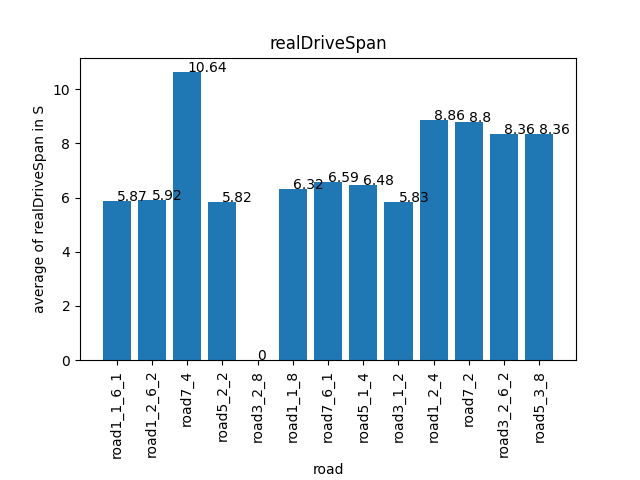 realDriveSpan
average of realDriveSpan in S
10
8
6
4
2
0
5.87
5.92
10.64
5.82
0
6.32
6.59
6.48
5.83
8.86
8.8
8.36
8.36
road1_1_6_1
road1_2_6_2
road7_4
road5_2_2
road3_2_8
road1_1_8
road7_6_1
road5_1_4
road3_1_2
road1_2_4
road7_2
road3_2_6_2
road5_3_8
road